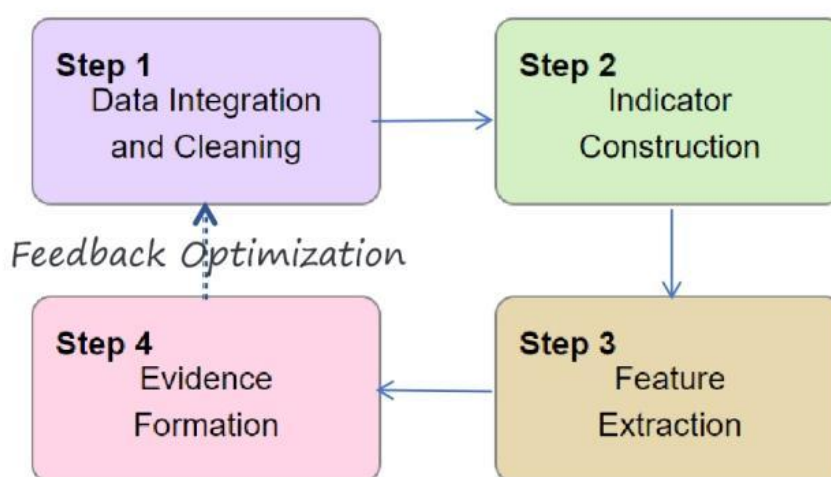 Step 1
Data Integration
and Cleaning
Step 2
Indicator
Construction
Feedback Optimization
Step 4
Evidence
Formation
Step 3
Feature
Extraction